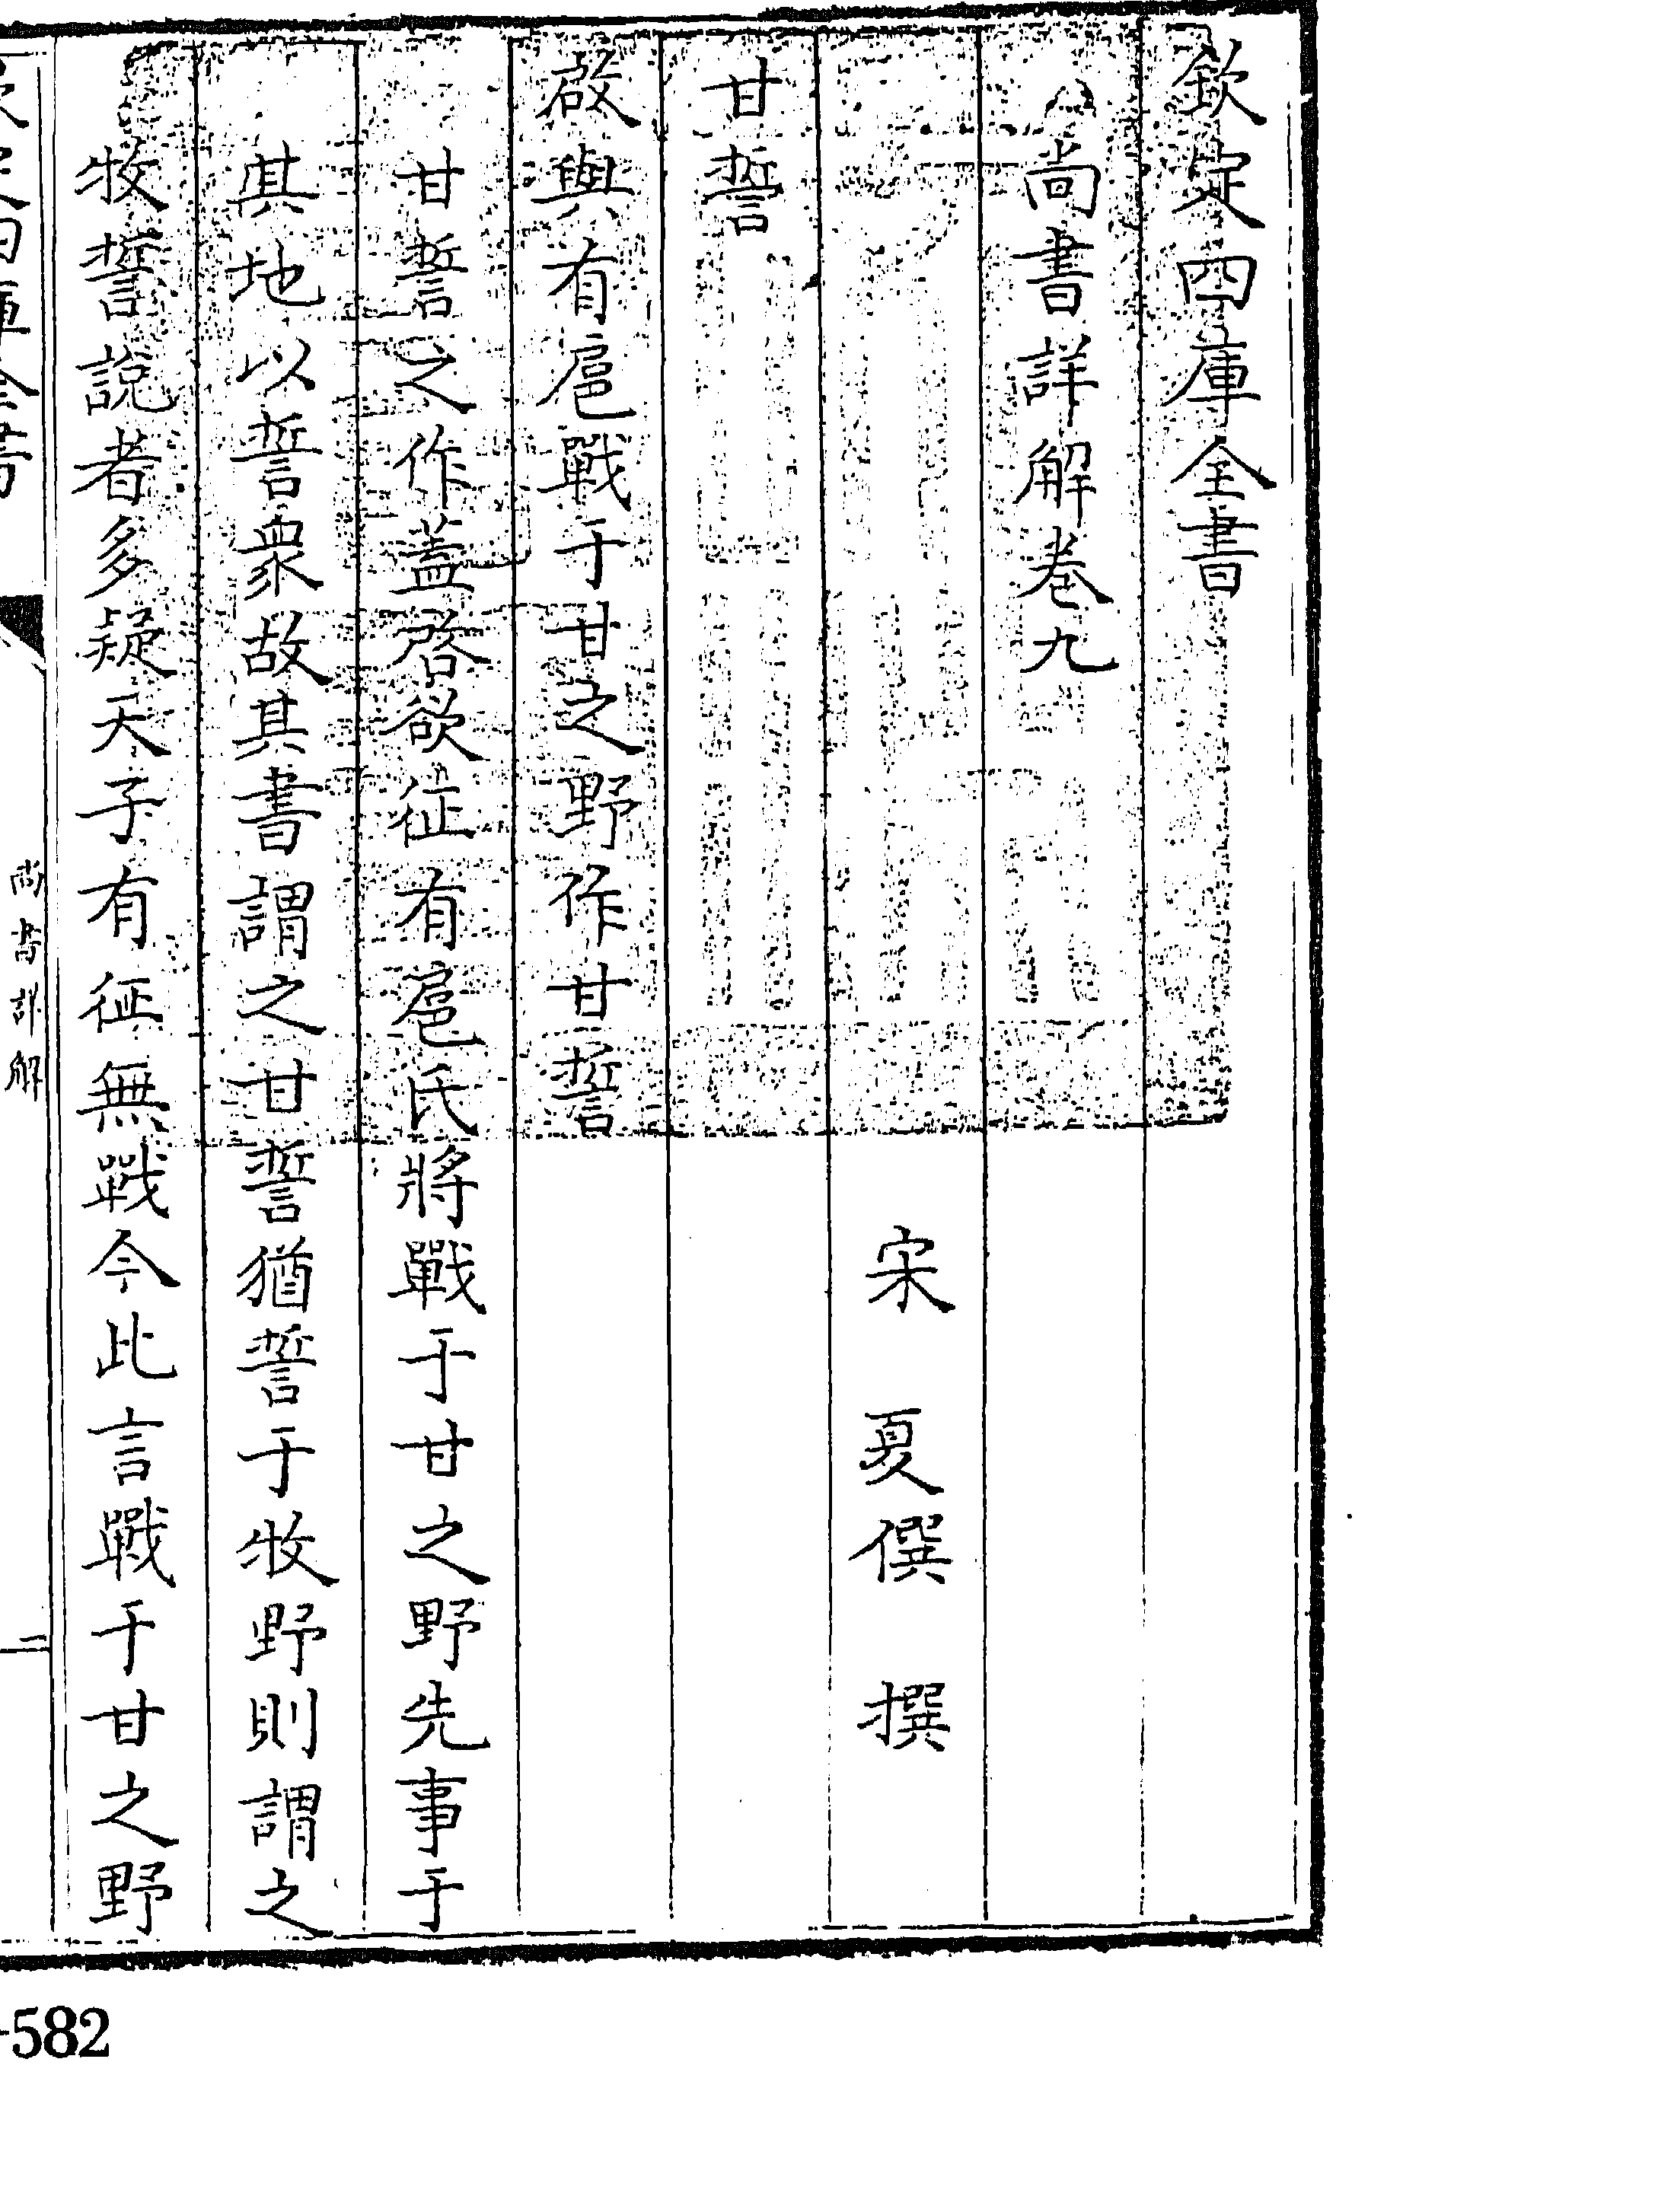 欽定四庫全書
尚書詳解卷九
宋 夏僎 撰
甘誓
啟與有扈戰于甘之野作甘誓
甘誓之作蓋啓欲征有扈氏將戰于甘之野先事于
其地以誓衆故其書謂之甘誓猶誓于牧野則謂之
牧誓說者多疑天子有征無戰今此言戰于甘之野
尚書詳解
二
-582